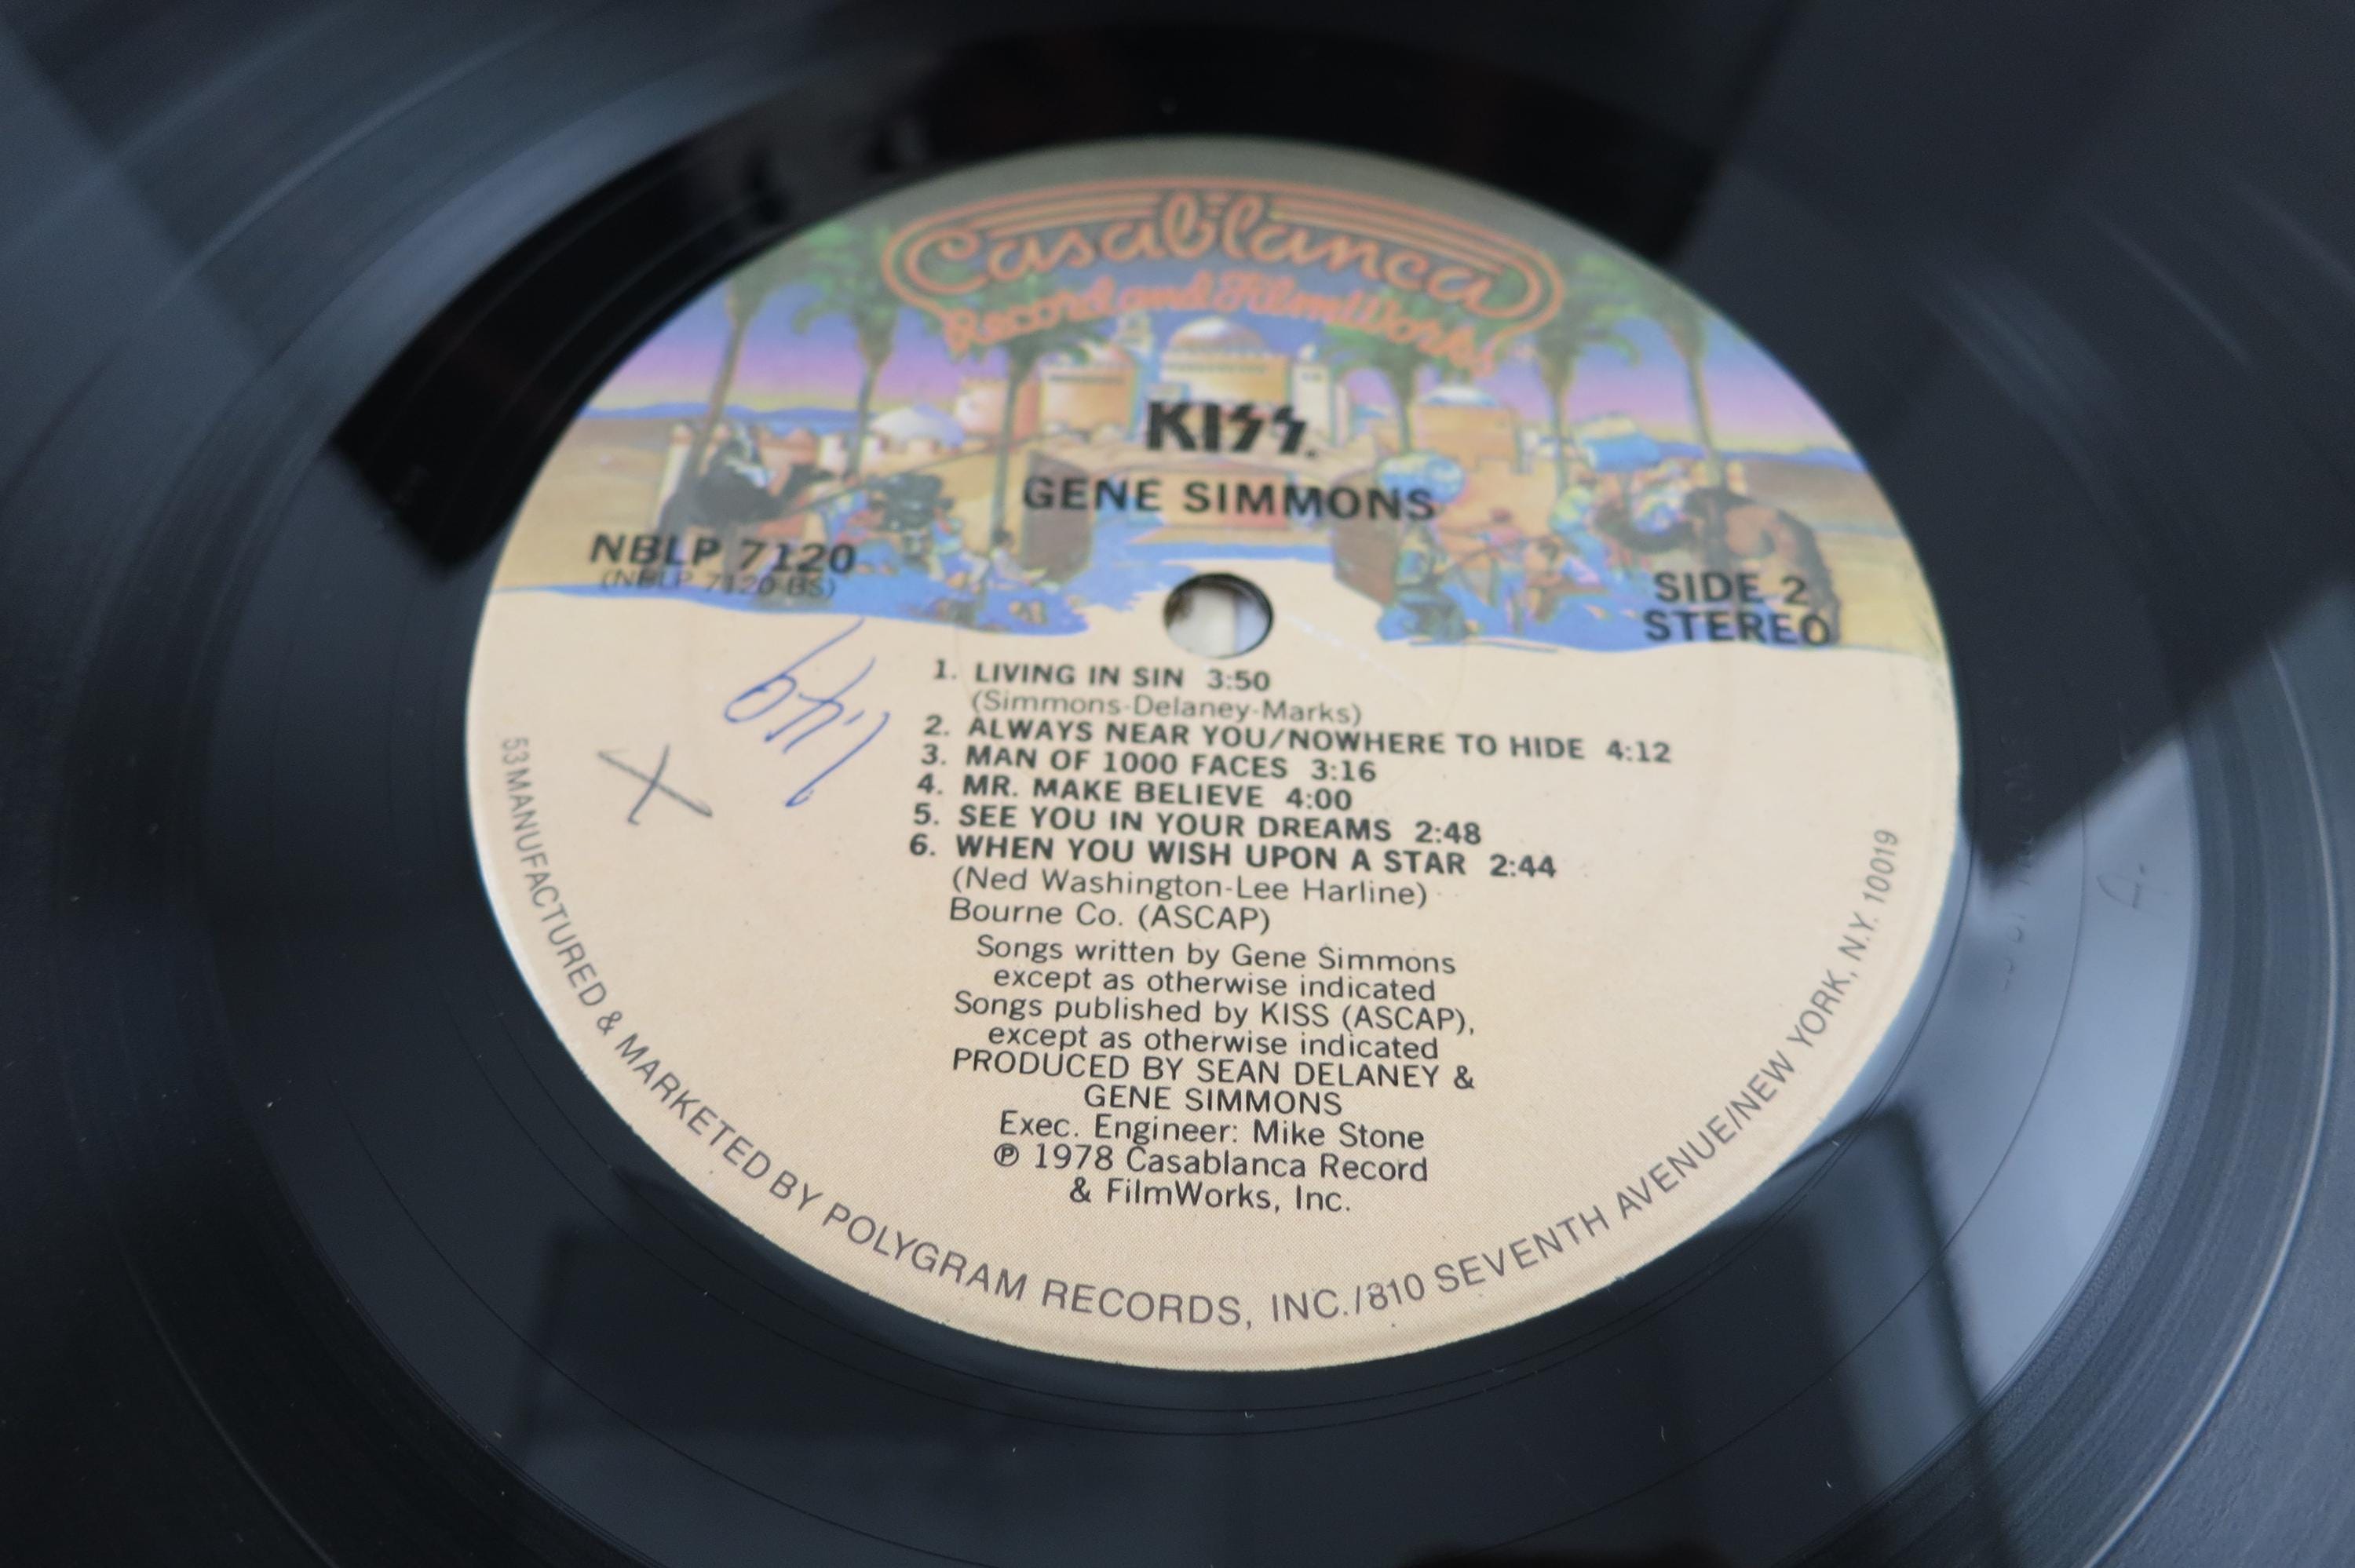 Casablanca
Record and FilmWorks
KISS.
GENE SIMMONS
NBLP 7120
(NBLP 7120 BS)
SIDE 2
STEREO
1. LIVING IN SIN 3:50
(Simmons-Delaney-Marks)
2. ALWAYS NEAR YOU/NOWHERE TO HIDE 4:12
3. MAN OF 1000 FACES 3:16
4. MR. MAKE BELIEVE 4:00
5. SEE YOU IN YOUR DREAMS 2:48
6. WHEN YOU WISH UPON A STAR 2:44
(Ned Washington-Lee Harline)
Bourne Co. (ASCAP)
Songs written by Gene Simmons
except as otherwise indicated
Songs published by KISS (ASCAP),
except as otherwise indicated
PRODUCED BY SEAN DELANEY &
GENE SIMMONS
Exec. Engineer: Mike Stone
℗ 1978 Casablanca Record
& FilmWorks, Inc.
53 MANUFACTURED & MARKETED BY POLYGRAM RECORDS, INC./810 SEVENTH AVENUE/NEW YORK, N.Y. 10019